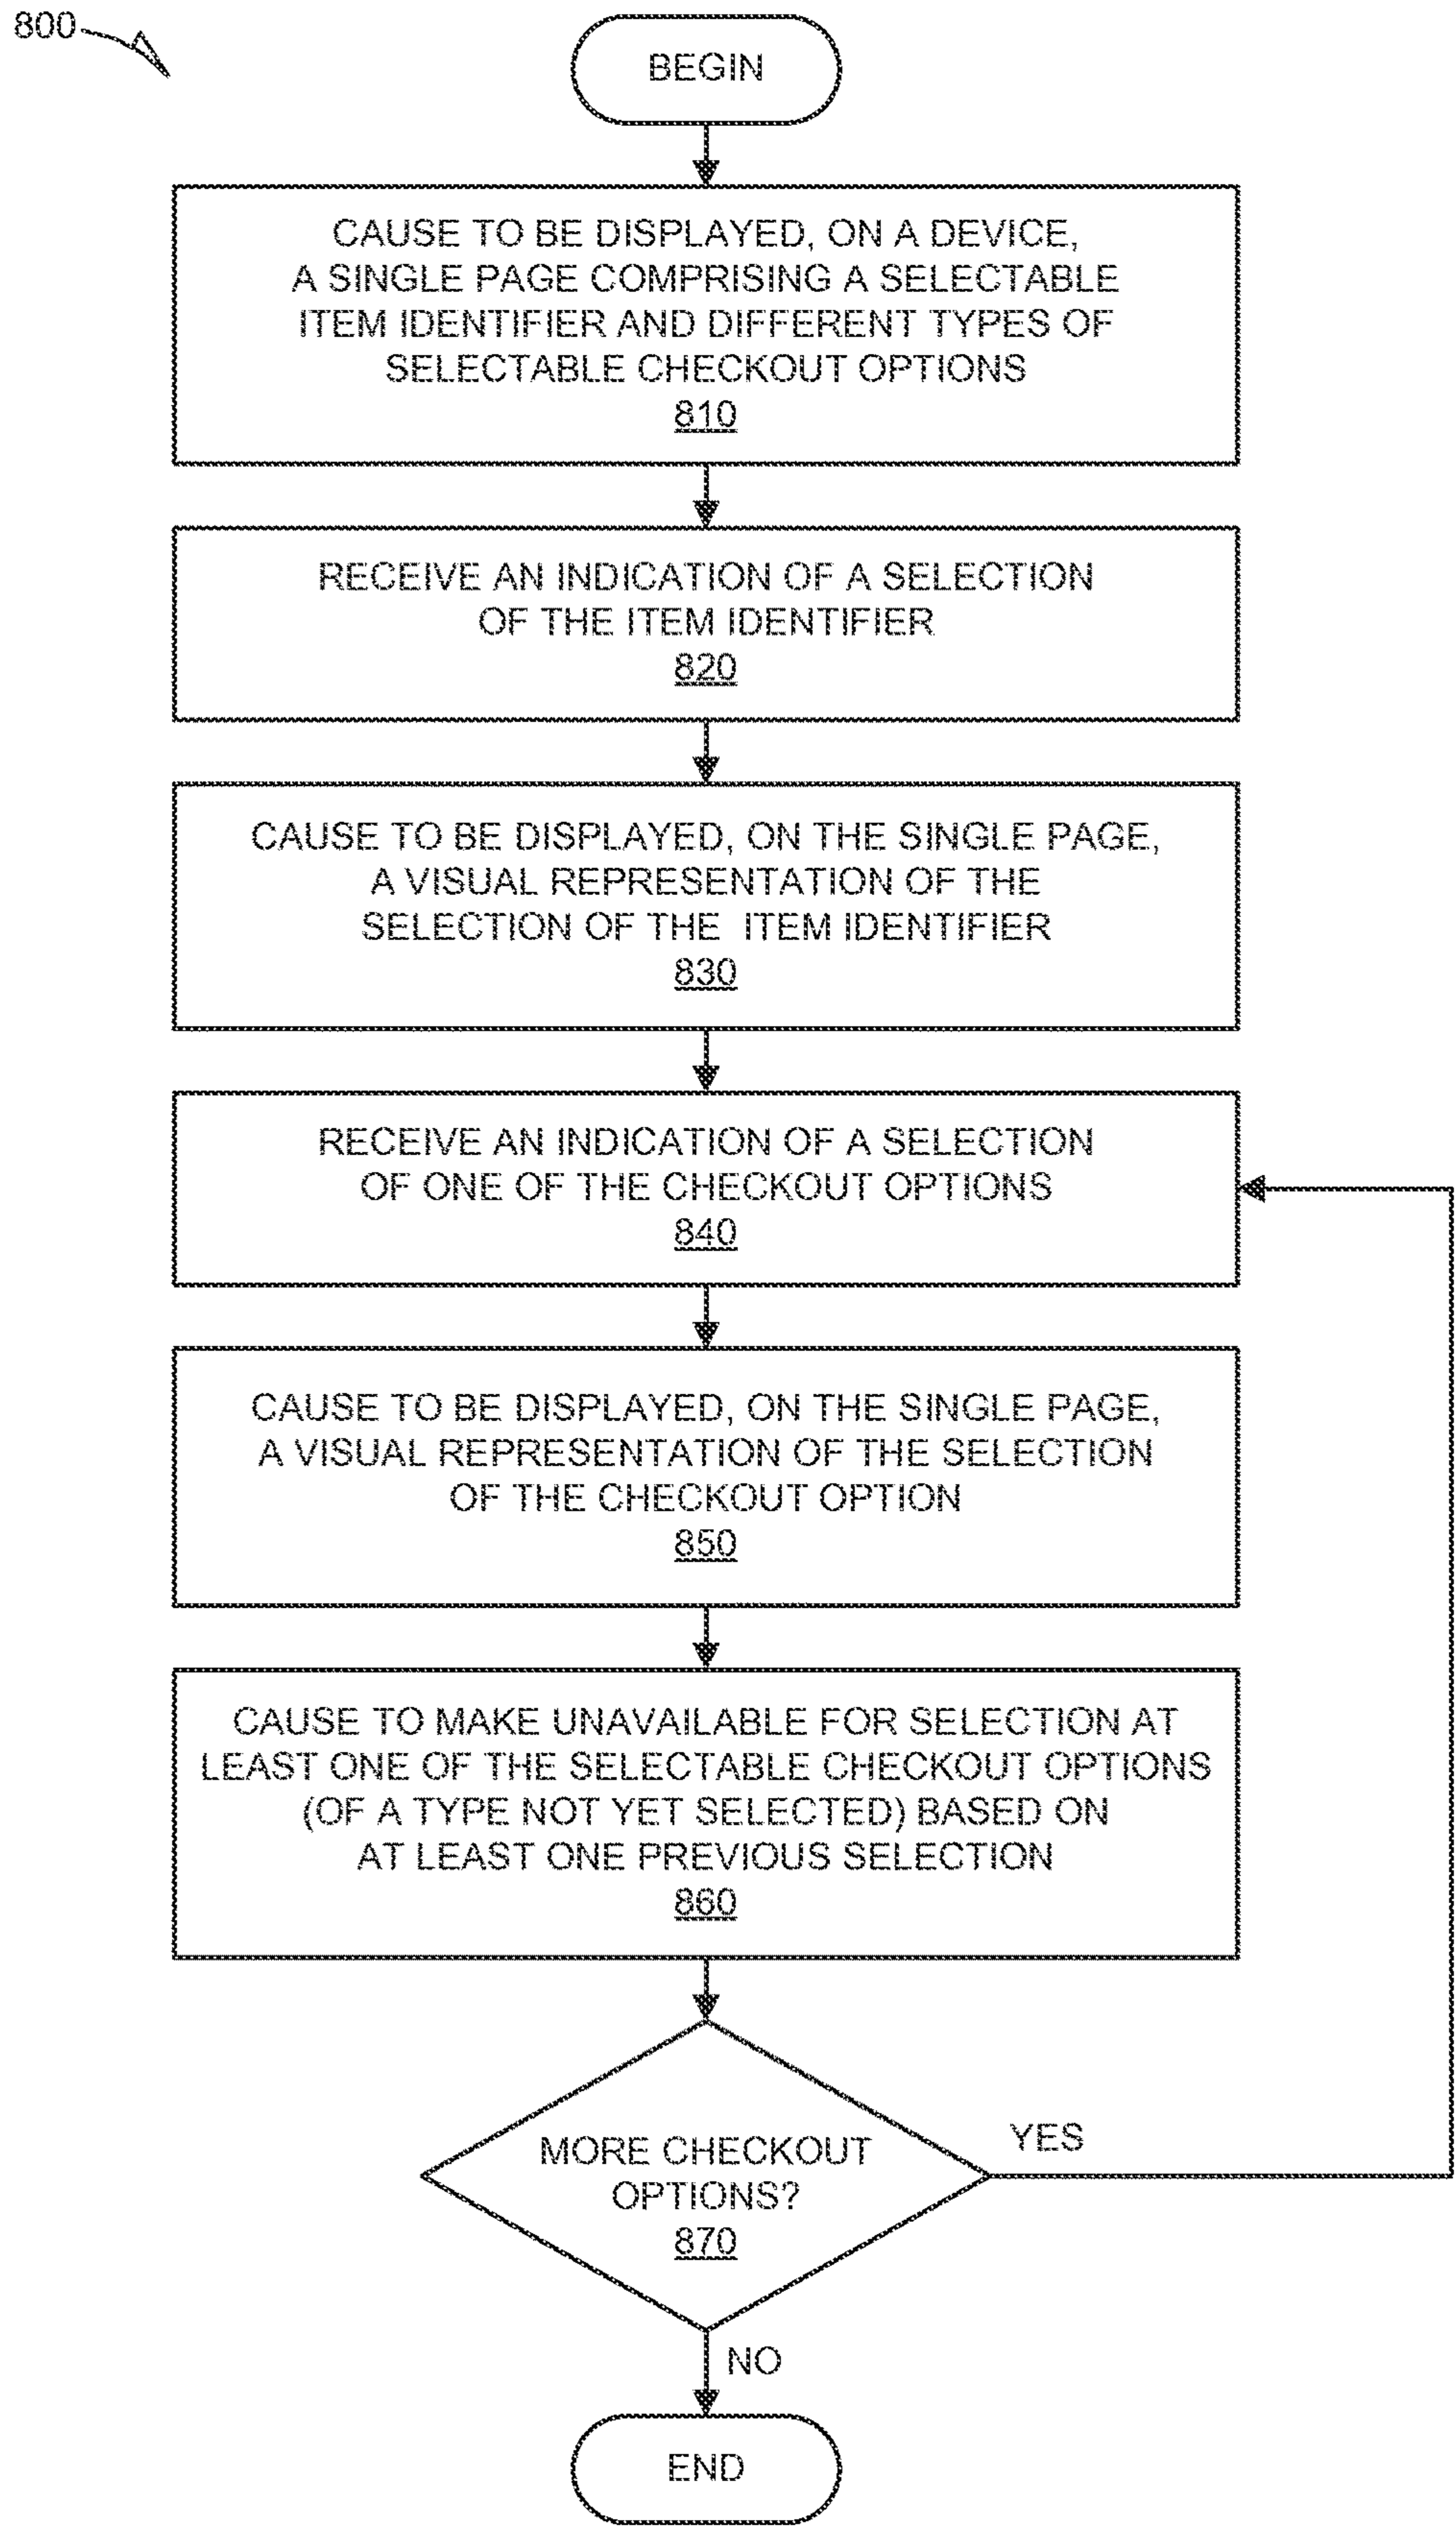 800
BEGIN
CAUSE TO BE DISPLAYED, ON A DEVICE,
A SINGLE PAGE COMPRISING A SELECTABLE
ITEM IDENTIFIER AND DIFFERENT TYPES OF
SELECTABLE CHECKOUT OPTIONS
810
RECEIVE AN INDICATION OF A SELECTION
OF THE ITEM IDENTIFIER
820
CAUSE TO BE DISPLAYED, ON THE SINGLE PAGE,
A VISUAL REPRESENTATION OF THE
SELECTION OF THE ITEM IDENTIFIER
830
RECEIVE AN INDICATION OF A SELECTION
OF ONE OF THE CHECKOUT OPTIONS
840
CAUSE TO BE DISPLAYED, ON THE SINGLE PAGE,
A VISUAL REPRESENTATION OF THE SELECTION
OF THE CHECKOUT OPTION
850
CAUSE TO MAKE UNAVAILABLE FOR SELECTION AT
LEAST ONE OF THE SELECTABLE CHECKOUT OPTIONS
(OF A TYPE NOT YET SELECTED) BASED ON
AT LEAST ONE PREVIOUS SELECTION
860
MORE CHECKOUT
OPTIONS?
870
YES
NO
END